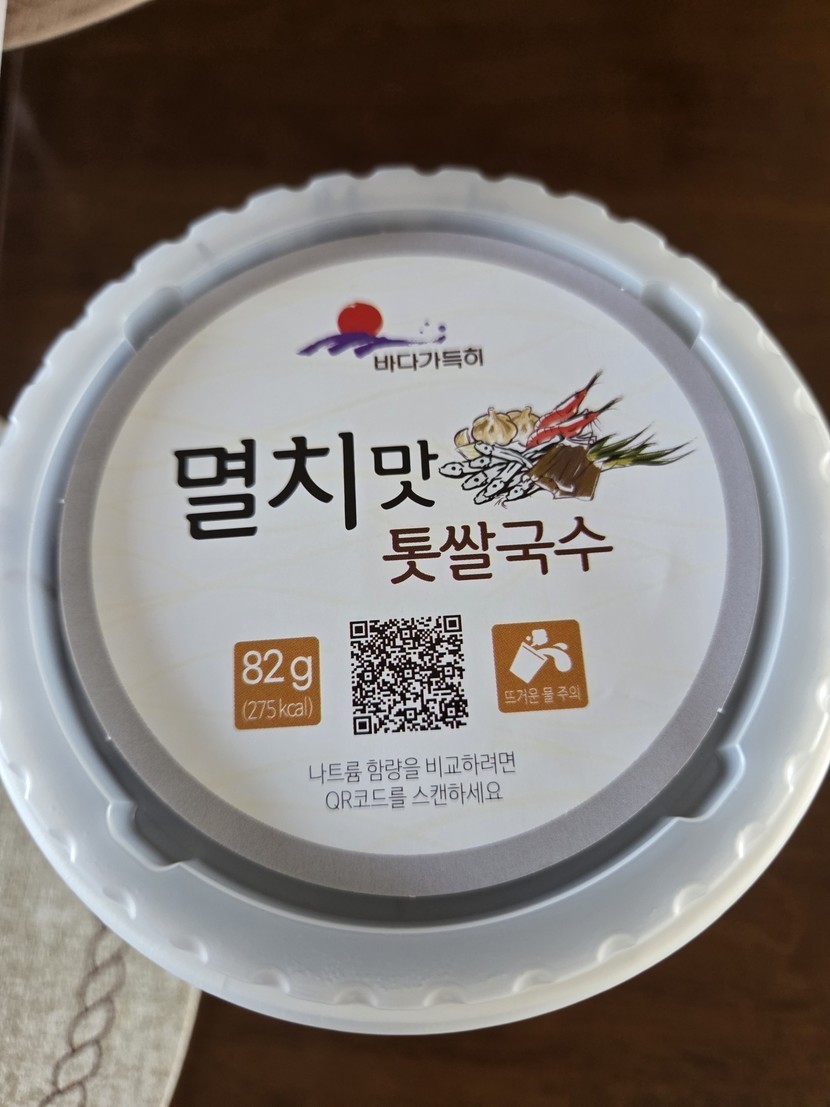 바다가득히
멸치맛
톳쌀국수
82g
(275 kcal)
뜨거운 물 주의
나트륨 함량을 비교하려면
QR코드를 스캔하세요